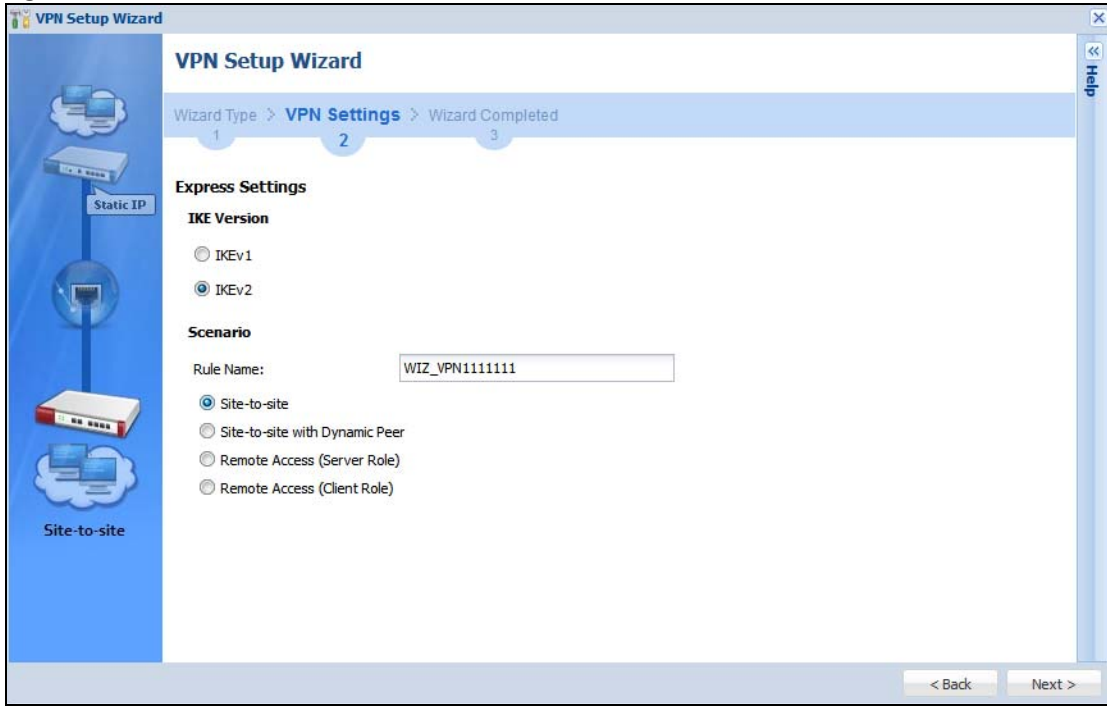 VPN Setup Wizard
Help
VPN Setup Wizard
Wizard Type > VPN Settings > Wizard Completed
1 2 3
Static IP
Express Settings
IKE Version
IKEv1
IKEv2
Scenario
Rule Name: WIZ_VPN1111111
Site-to-site
Site-to-site with Dynamic Peer
Remote Access (Server Role)
Remote Access (Client Role)
Site-to-site
< Back Next >